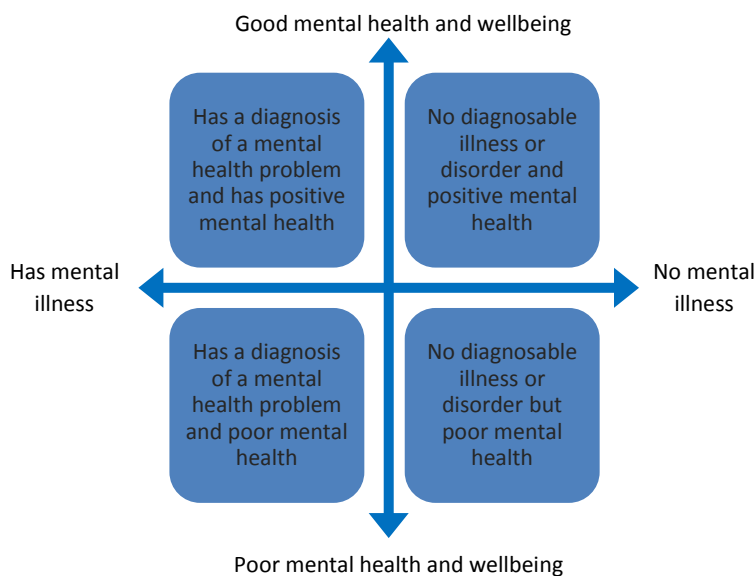 Good mental health and wellbeing
Has a diagnosis
of a mental
health problem
and has positive
mental health
No diagnosable
illness or
disorder and
positive mental
health
Has mental
illness
No mental
illness
Has a diagnosis
of a mental
health problem
and poor mental
health
No diagnosable
illness or
disorder but
poor mental
health
Poor mental health and wellbeing